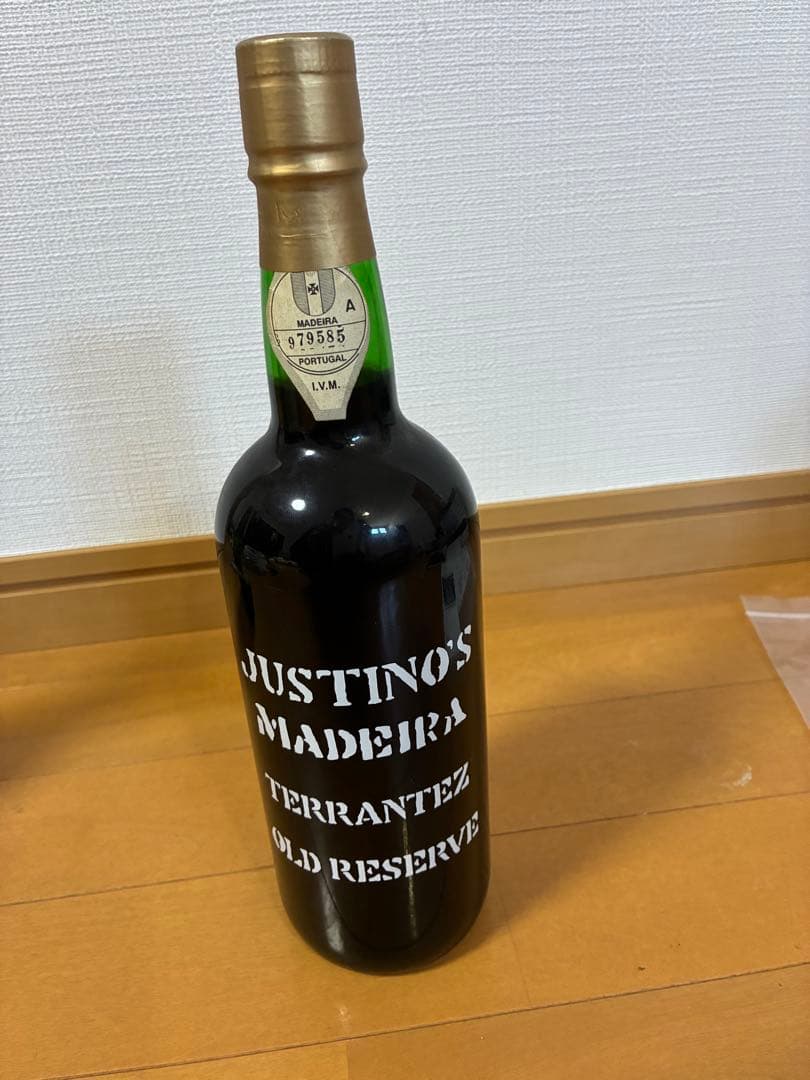 A
MADEIRA
979585
PORTUGAL
I.V.M.
JUSTINO'S
MADEIRA
TERRANTEZ
OLD RESERVE